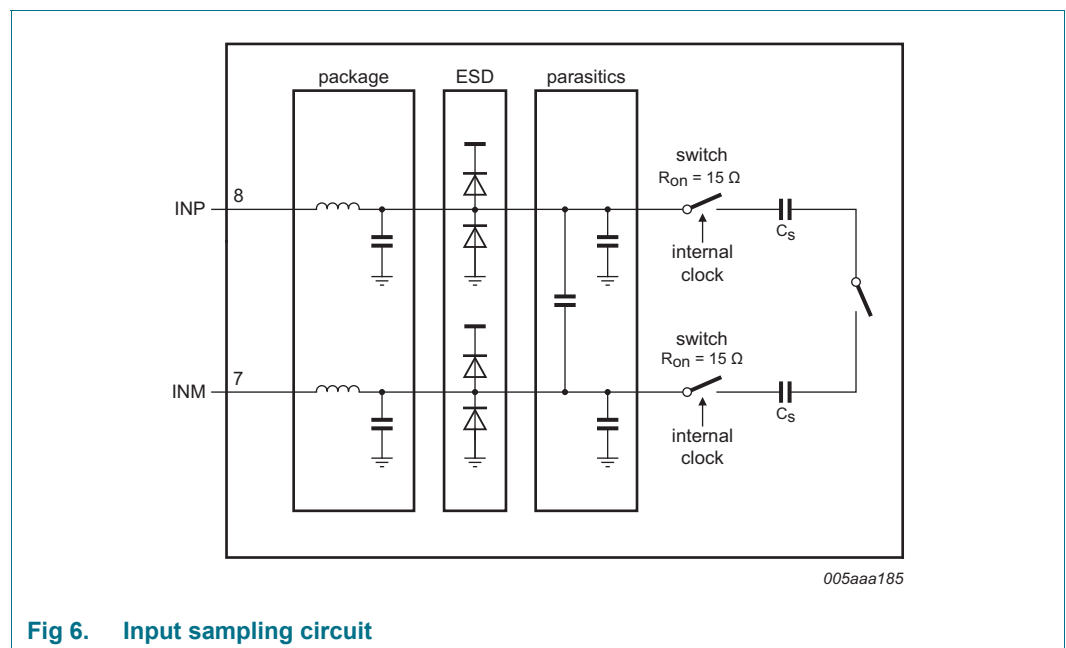 package
ESD
parasitics
switch
Ron = 15 Ω
INP
8
Cs
internal
clock
switch
Ron = 15 Ω
INM
7
Cs
internal
clock
005aaa185
Fig 6. Input sampling circuit